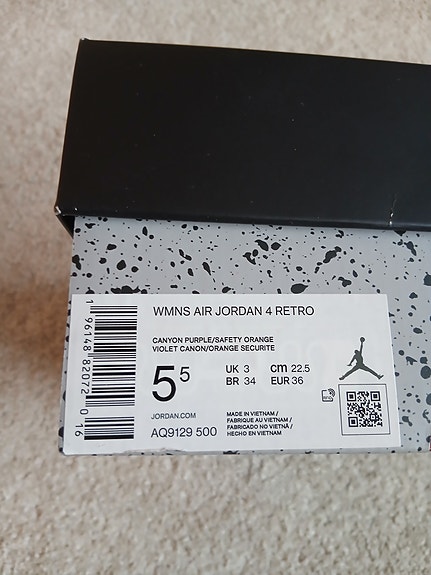 WMNS AIR JORDAN 4 RETRO
CANYON PURPLE/SAFETY ORANGE
VIOLET CANON/ORANGE SECURITE
5⁵ UK 3 cm 22.5
BR 34 EUR 36
JORDAN.COM
AQ9129 500
MADE IN VIETNAM /
FABRIQUE AU VIETNAM /
FABRICADO NO VIETNÃ /
HECHO EN VIETNAM
1 96148 82072 0 16